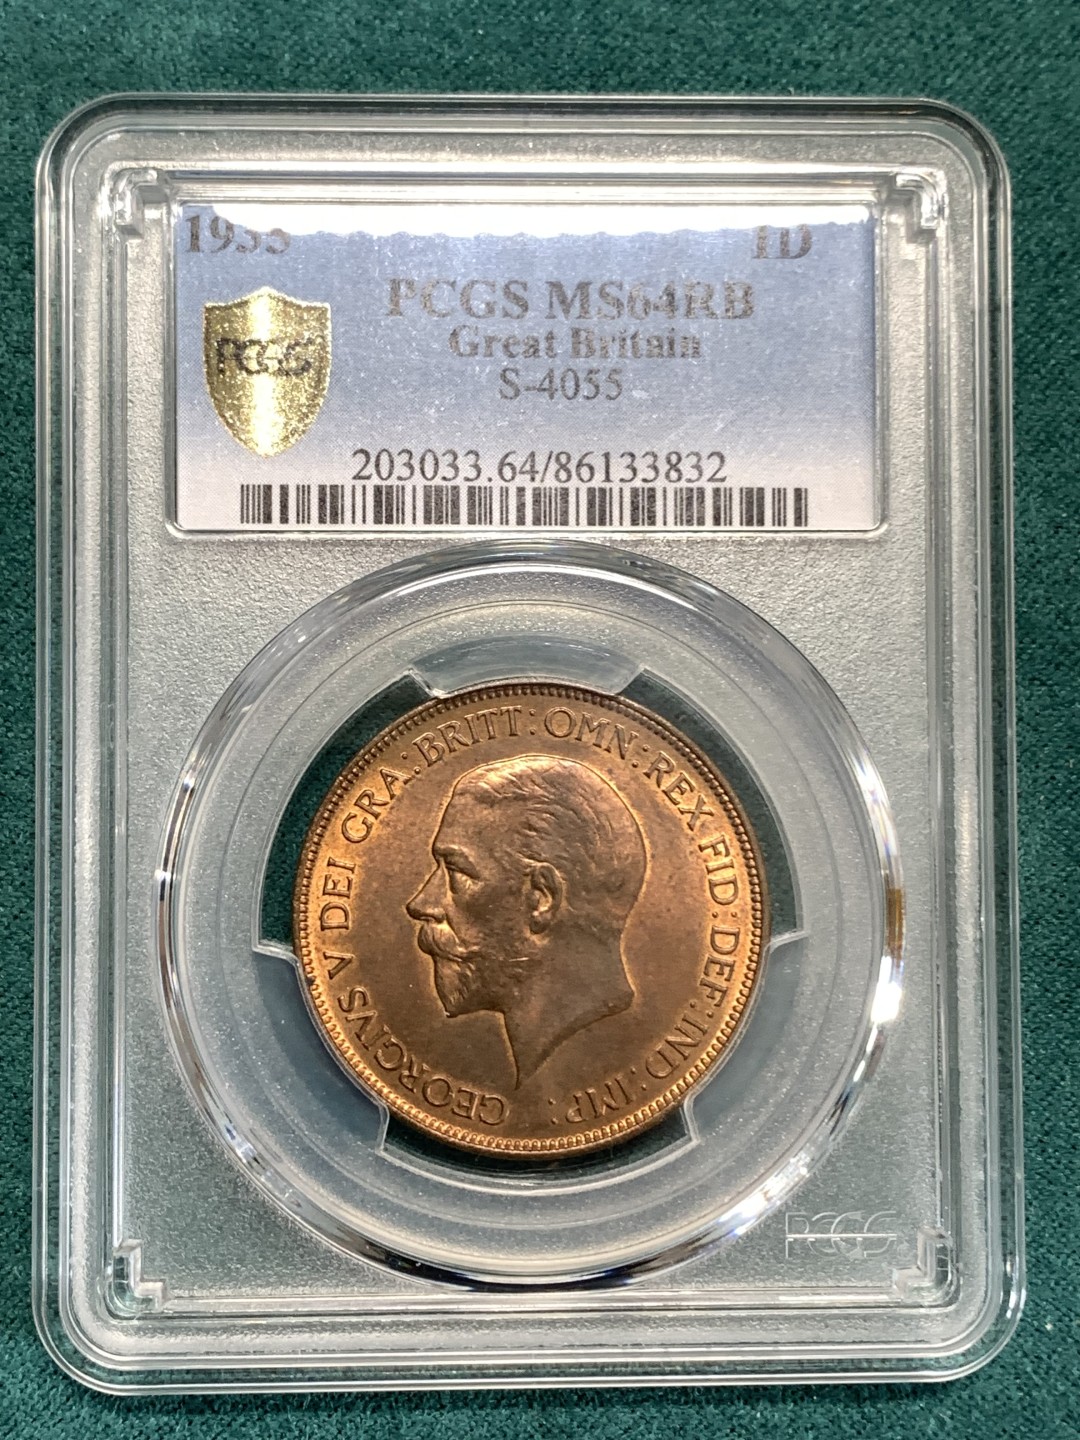 1935 1D
PCGS MS64RB
Great Britain
S-4055
PCGS
203033.64/86133832
GEORGIVS V DEI GRA: BRITT: OMN: REX FID: DEF: IND: IMP:
PCGS